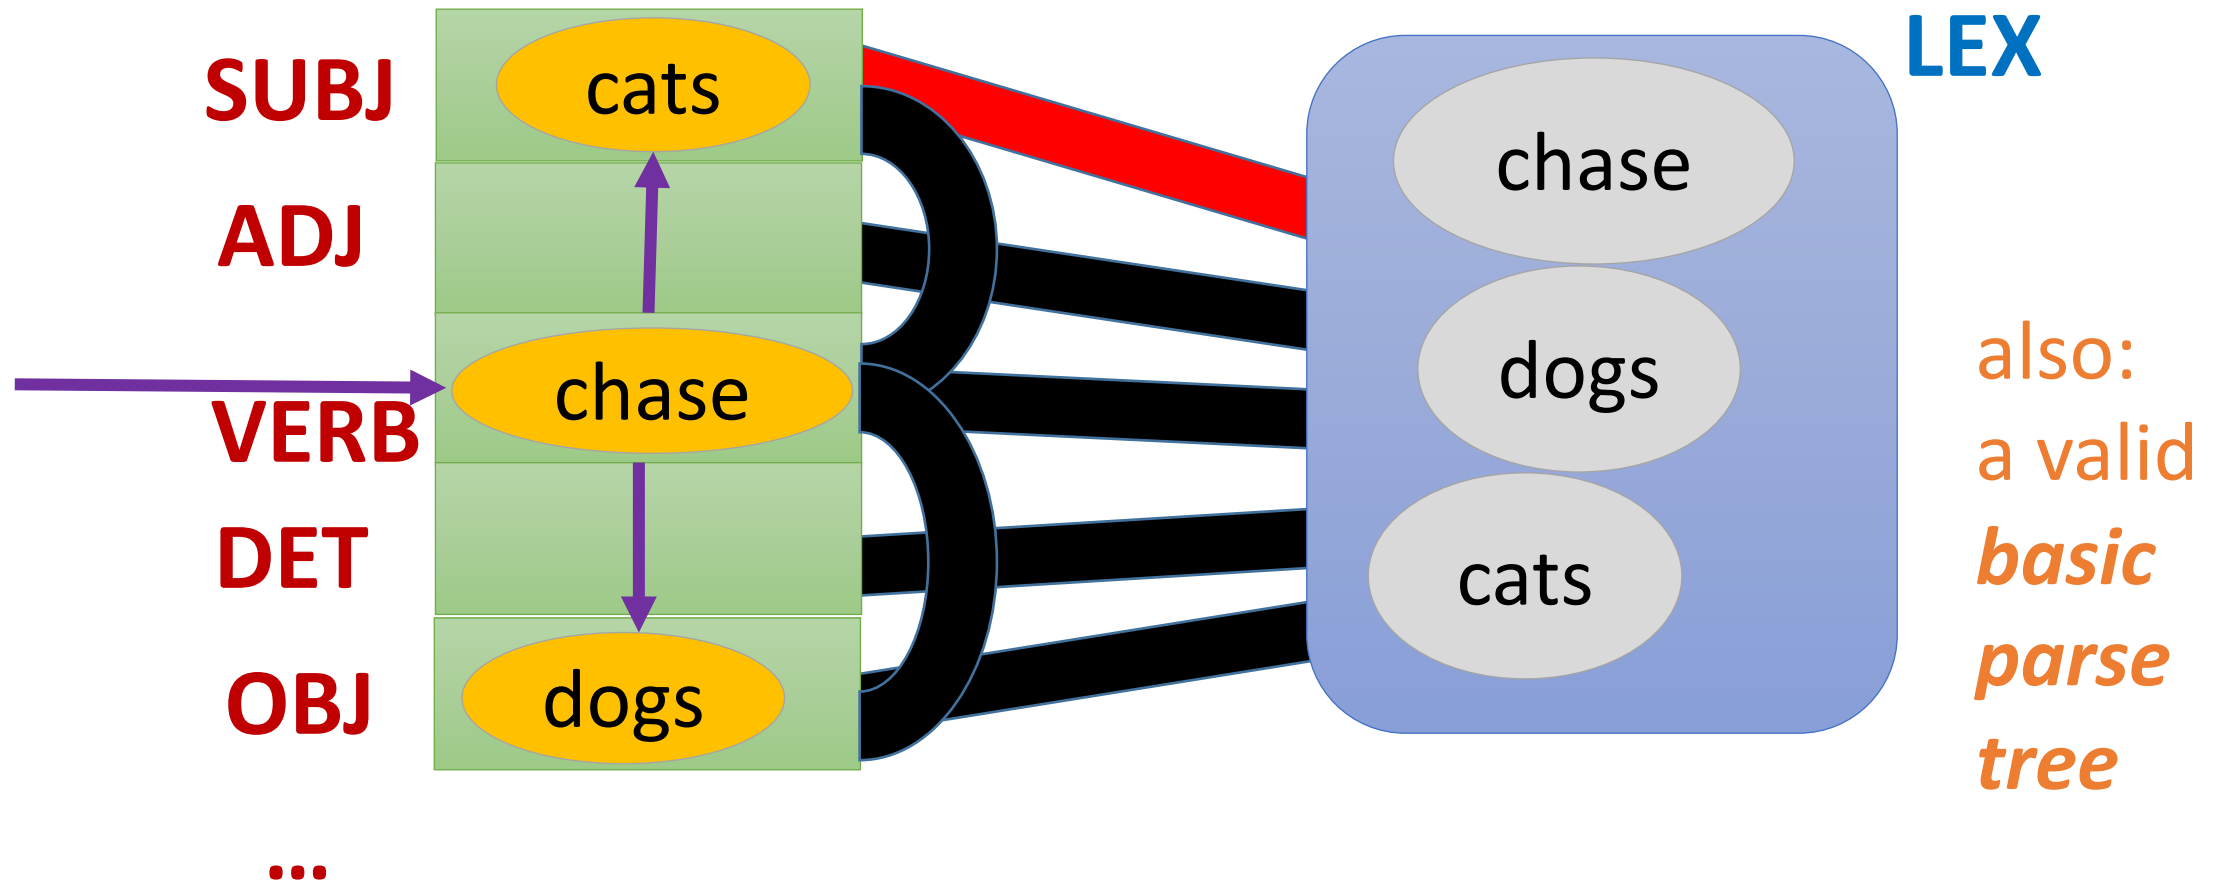 SUBJ
cats
ADJ
VERB
chase
DET
OBJ
dogs
...
LEX
chase
dogs
cats
also:
a valid
basic
parse
tree